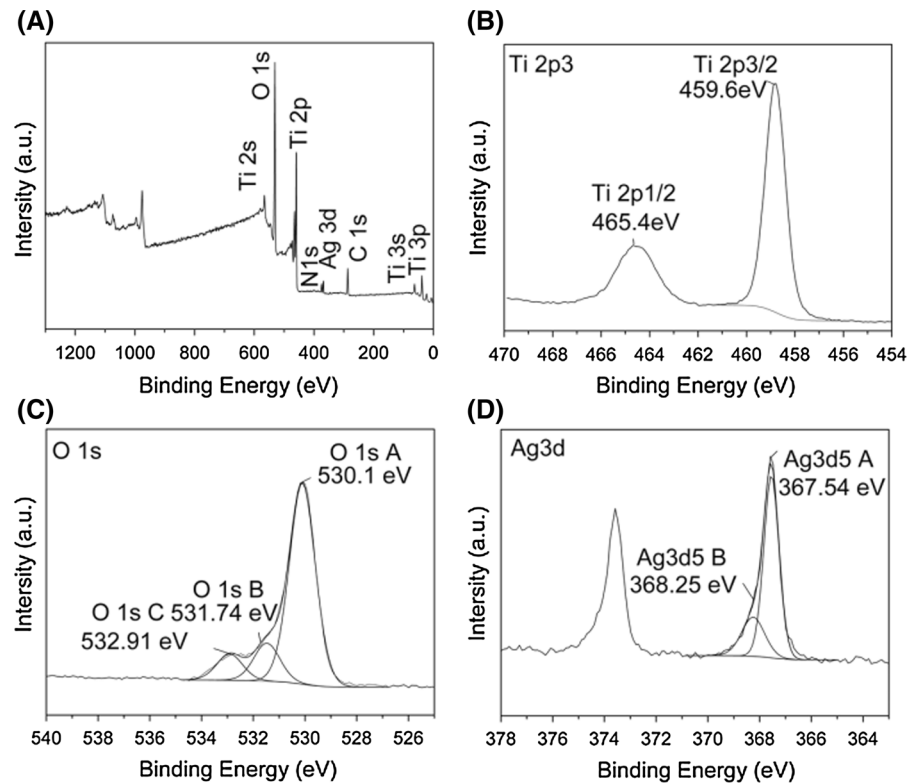 (A)
Intersity (a.u.)
O 1s
Ti 2s
Ti 2p
N1s
Ag 3d
C 1s
Ti 3s
Ti 3p
1200 1000 800 600 400 200 0
Binding Energy (eV)
(B)
Intersity (a.u.)
Ti 2p3
Ti 2p3/2
459.6eV
Ti 2p1/2
465.4eV
470 468 466 464 462 460 458 456 454
Binding Energy (eV)
(C)
Intersity (a.u.)
O 1s
O 1s A
530.1 eV
O 1s B
O 1s C 531.74 eV
532.91 eV
540 538 536 534 532 530 528 526
Binding Energy (eV)
(D)
Intersity (a.u.)
Ag3d
Ag3d5 A
367.54 eV
Ag3d5 B
368.25 eV
378 376 374 372 370 368 366 364
Binding Energy (eV)